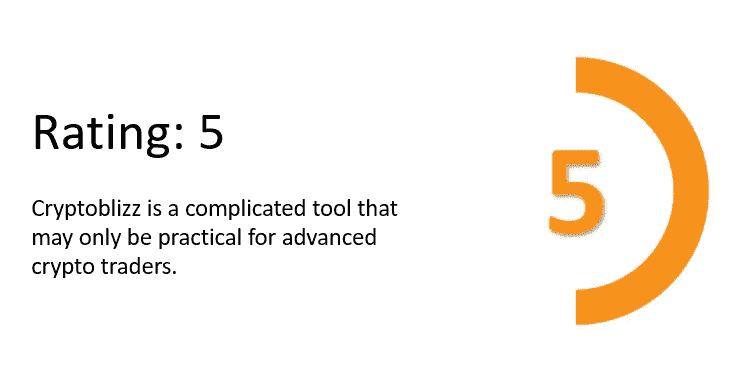 Rating: 5
Cryptoblizz is a complicated tool that
may only be practical for advanced
crypto traders.
5